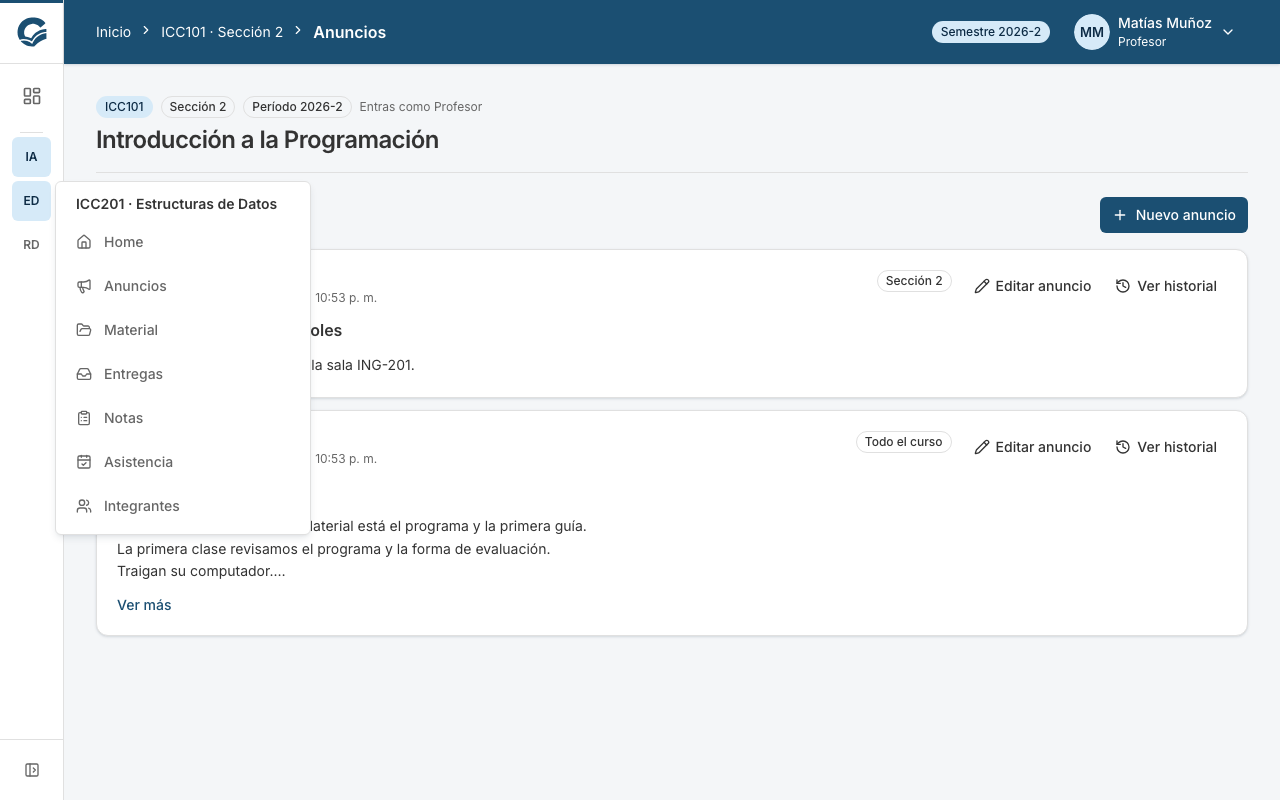 Inicio > ICC101 · Sección 2 > Anuncios
Semestre 2026-2
MM
Matías Muñoz
Profesor
ICC101
Sección 2
Período 2026-2
Entras como Profesor
Introducción a la Programación
IA
ED
RD
ICC201 · Estructuras de Datos
Home
Anuncios
Material
Entregas
Notas
Asistencia
Integrantes
Nuevo anuncio
10:53 p. m.
Sección 2
Editar anuncio
Ver historial
oles
la sala ING-201.
10:53 p. m.
Todo el curso
Editar anuncio
Ver historial
aterial está el programa y la primera guía.
La primera clase revisamos el programa y la forma de evaluación.
Traigan su computador....
Ver más